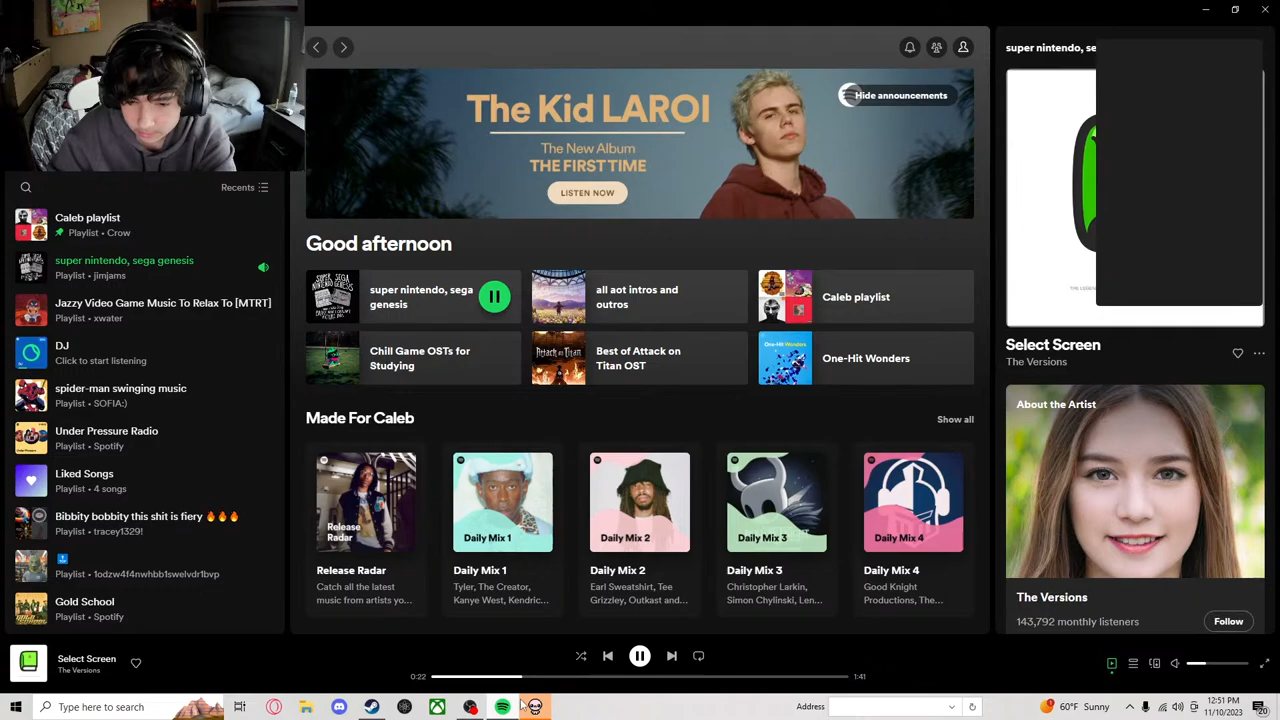 The Kid LAROI
The New Album
THE FIRST TIME
LISTEN NOW
Hide announcements
super nintendo, se
Recents
Caleb playlist
Playlist • Crow
super nintendo, sega genesis
Playlist • jimjams
Jazzy Video Game Music To Relax To [MTRT]
Playlist • xwater
DJ
Click to start listening
spider-man swinging music
Playlist • SOFIA:)
Under Pressure Radio
Playlist • Spotify
Liked Songs
Playlist • 4 songs
Bibbity bobbity this shit is fiery 🔥🔥🔥
Playlist • tracey1329!
Playlist • 1odzw4f4nwhbb1swelvdr1bvp
Gold School
Playlist • Spotify
Good afternoon
super nintendo, sega
genesis
all aot intros and
outros
Caleb playlist
Chill Game OSTs for
Studying
Best of Attack on
Titan OST
One-Hit Wonders
Made For Caleb
Show all
Release
Radar
Release Radar
Catch all the latest
music from artists yo...
Daily Mix 1
Daily Mix 1
Tyler, The Creator,
Kanye West, Kendric...
Daily Mix 2
Daily Mix 2
Earl Sweatshirt, Tee
Grizzley, Outkast and...
Daily Mix 3
Daily Mix 3
Christopher Larkin,
Simon Chylinski, Len...
Daily Mix 4
Daily Mix 4
Good Knight
Productions, The...
Select Screen
The Versions
About the Artist
The Versions
143,792 monthly listeners
Follow
Select Screen
The Versions
0:22
1:41
Type here to search
Address
60°F Sunny
12:51 PM
11/10/2023
20